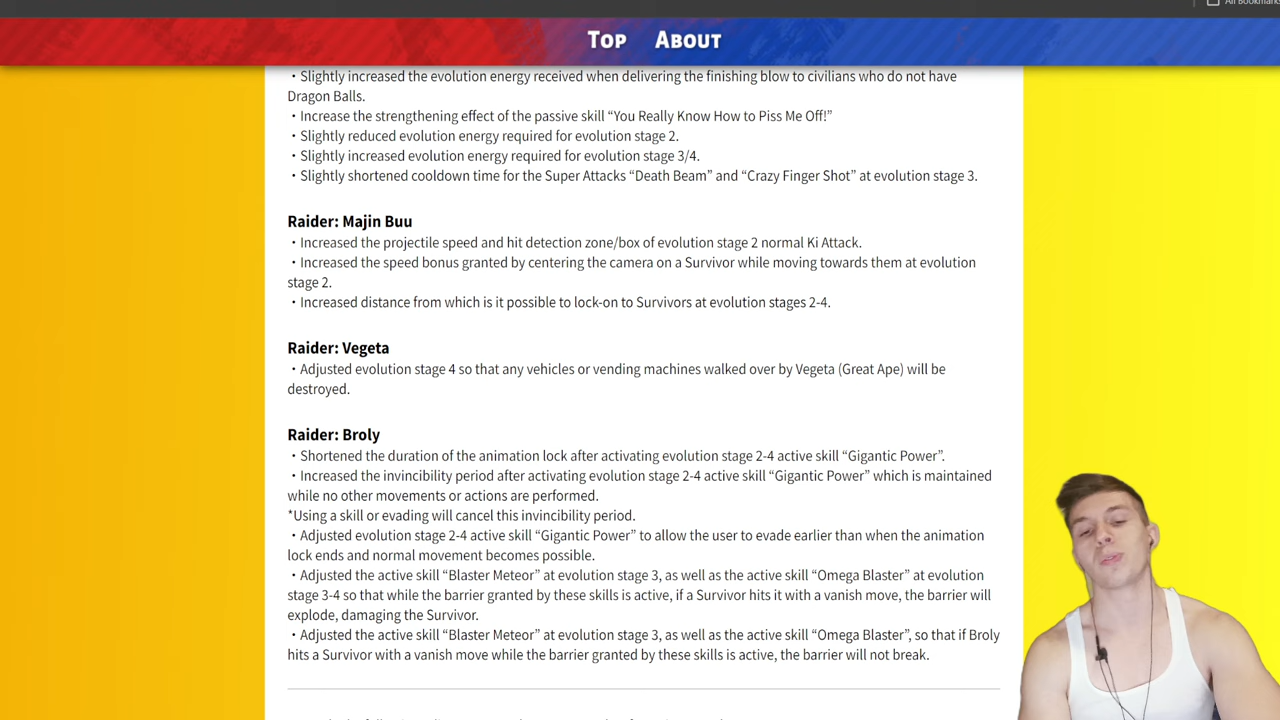 All Bookmarks
TOP ABOUT
・Slightly increased the evolution energy received when delivering the finishing blow to civilians who do not have
Dragon Balls.
・Increase the strengthening effect of the passive skill “You Really Know How to Piss Me Off!”
・Slightly reduced evolution energy required for evolution stage 2.
・Slightly increased evolution energy required for evolution stage 3/4.
・Slightly shortened cooldown time for the Super Attacks “Death Beam” and “Crazy Finger Shot” at evolution stage 3.
Raider: Majin Buu
・Increased the projectile speed and hit detection zone/box of evolution stage 2 normal Ki Attack.
・Increased the speed bonus granted by centering the camera on a Survivor while moving towards them at evolution
stage 2.
・Increased distance from which is it possible to lock-on to Survivors at evolution stages 2-4.
Raider: Vegeta
・Adjusted evolution stage 4 so that any vehicles or vending machines walked over by Vegeta (Great Ape) will be
destroyed.
Raider: Broly
・Shortened the duration of the animation lock after activating evolution stage 2-4 active skill “Gigantic Power”.
・Increased the invincibility period after activating evolution stage 2-4 active skill “Gigantic Power” which is maintained
while no other movements or actions are performed.
*Using a skill or evading will cancel this invincibility period.
・Adjusted evolution stage 2-4 active skill “Gigantic Power” to allow the user to evade earlier than when the animation
lock ends and normal movement becomes possible.
・Adjusted the active skill “Blaster Meteor” at evolution stage 3, as well as the active skill “Omega Blaster” at evolution
stage 3-4 so that while the barrier granted by these skills is active, if a Survivor hits it with a vanish move, the barrier will
explode, damaging the Survivor.
・Adjusted the active skill “Blaster Meteor” at evolution stage 3, as well as the active skill “Omega Blaster”, so that if Broly
hits a Survivor with a vanish move while the barrier granted by these skills is active, the barrier will not break.